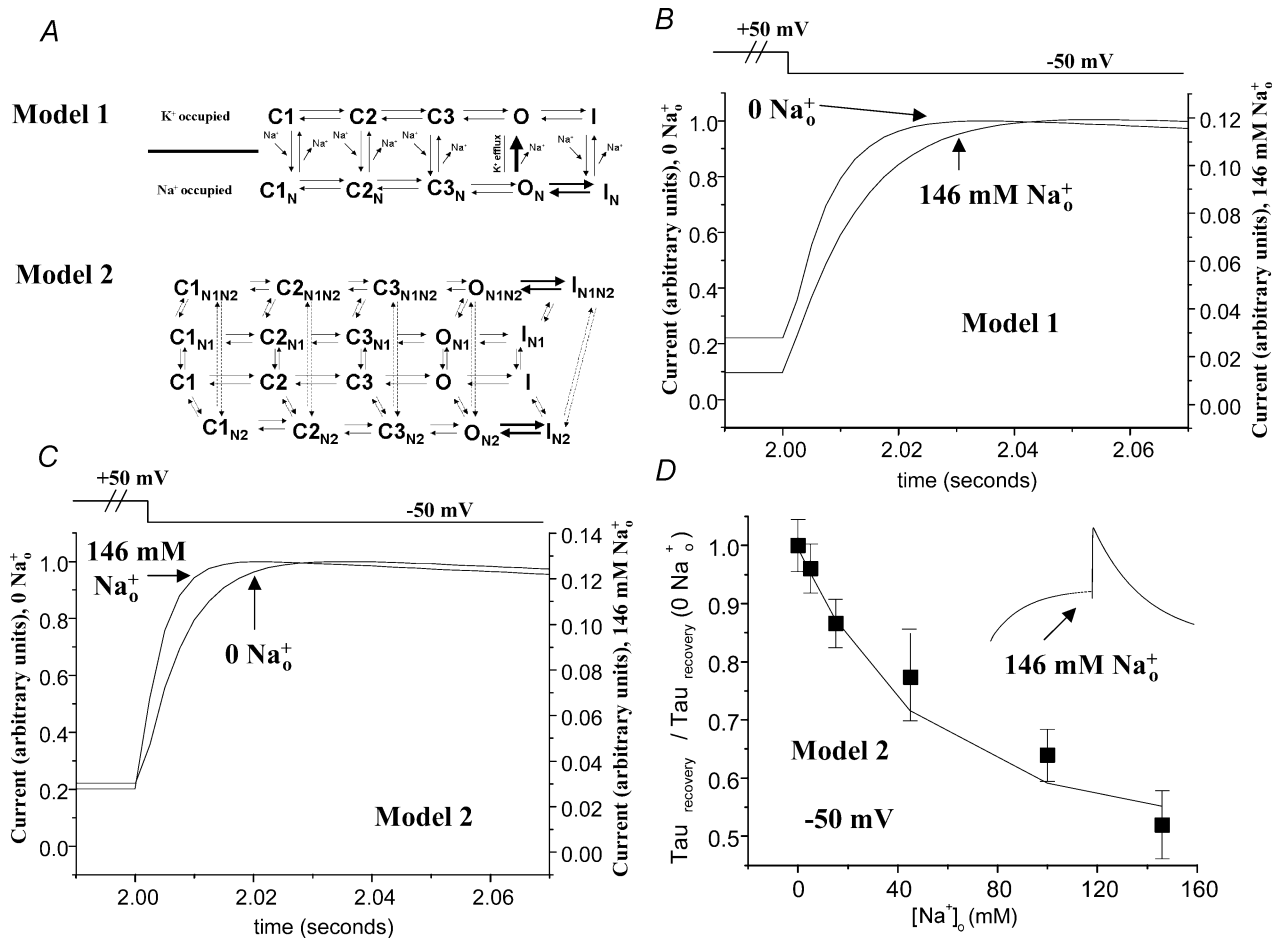 A
Model 1
K+ occupied
C1 C2 C3 O I
Na+ Na+ Na+ Na+ Na+ Na+ K+ efflux Na+ Na+ Na+
Na+ occupied
C1N C2N C3N ON IN
Model 2
C1N1N2 C2N1N2 C3N1N2 ON1N2 IN1N2
C1N1 C2N1 C3N1 ON1 IN1
C1 C2 C3 O I
C1N2 C2N2 C3N2 ON2 IN2
B
+50 mV
-50 mV
Current (arbitrary units), 0 Na+o
1.0
0.8
0.6
0.4
0.2
0.0
0 Na+o
146 mM Na+o
Model 1
0.12
0.10
0.08
0.06
0.04
0.02
0.00
Current (arbitrary units), 146 mM Na+o
2.00 2.02 2.04 2.06
time (seconds)
C
+50 mV
-50 mV
Current (arbitrary units), 0 Na+o
1.0
0.8
0.6
0.4
0.2
0.0
146 mM
Na+o
0 Na+o
Model 2
0.14
0.12
0.10
0.08
0.06
0.04
0.02
0.00
Current (arbitrary units), 146 mM Na+o
2.00 2.02 2.04 2.06
time (seconds)
D
Tau recovery / Tau recovery (0 Na+o)
1.0
0.9
0.8
0.7
0.6
0.5
146 mM Na+o
Model 2
-50 mV
0 40 80 120 160
[Na+]o (mM)